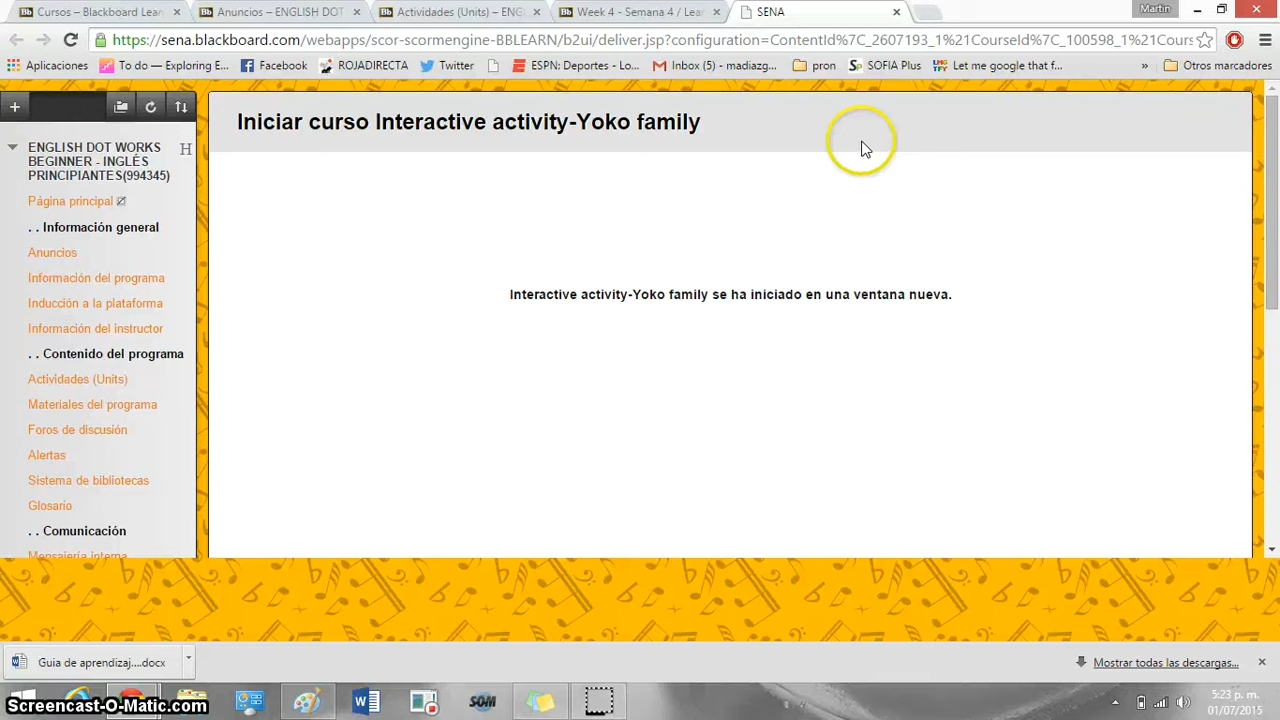 Cursos – Blackboard Lear
Anuncios – ENGLISH DOT
Actividades (Units) – ENG
Week 4 - Semana 4 / Lear
SENA
Martin
https://sena.blackboard.com/webapps/scor-scormengine-BBLEARN/b2ui/deliver.jsp?configuration=ContentId%7C_2607193_1%21CourseId%7C_100598_1%21Cours
Aplicaciones
To do — Exploring E...
Facebook
ROJADIRECTA
Twitter
ESPN: Deportes - Lo...
Inbox (5) - madiazg...
pron
SOFIA Plus
LMG TFY Let me google that f...
»
Otros marcadores
Iniciar curso Interactive activity-Yoko family
ENGLISH DOT WORKS
BEGINNER - INGLÉS
PRINCIPIANTES(994345)
Página principal
. . Información general
Anuncios
Información del programa
Inducción a la plataforma
Información del instructor
. . Contenido del programa
Actividades (Units)
Materiales del programa
Foros de discusión
Alertas
Sistema de bibliotecas
Glosario
. . Comunicación
Mensajería interna
Interactive activity-Yoko family se ha iniciado en una ventana nueva.
Guia de aprendizaj....docx
Mostrar todas las descargas...
SOM
5:23 p. m.
01/07/2015
Screencast-O-Matic.com